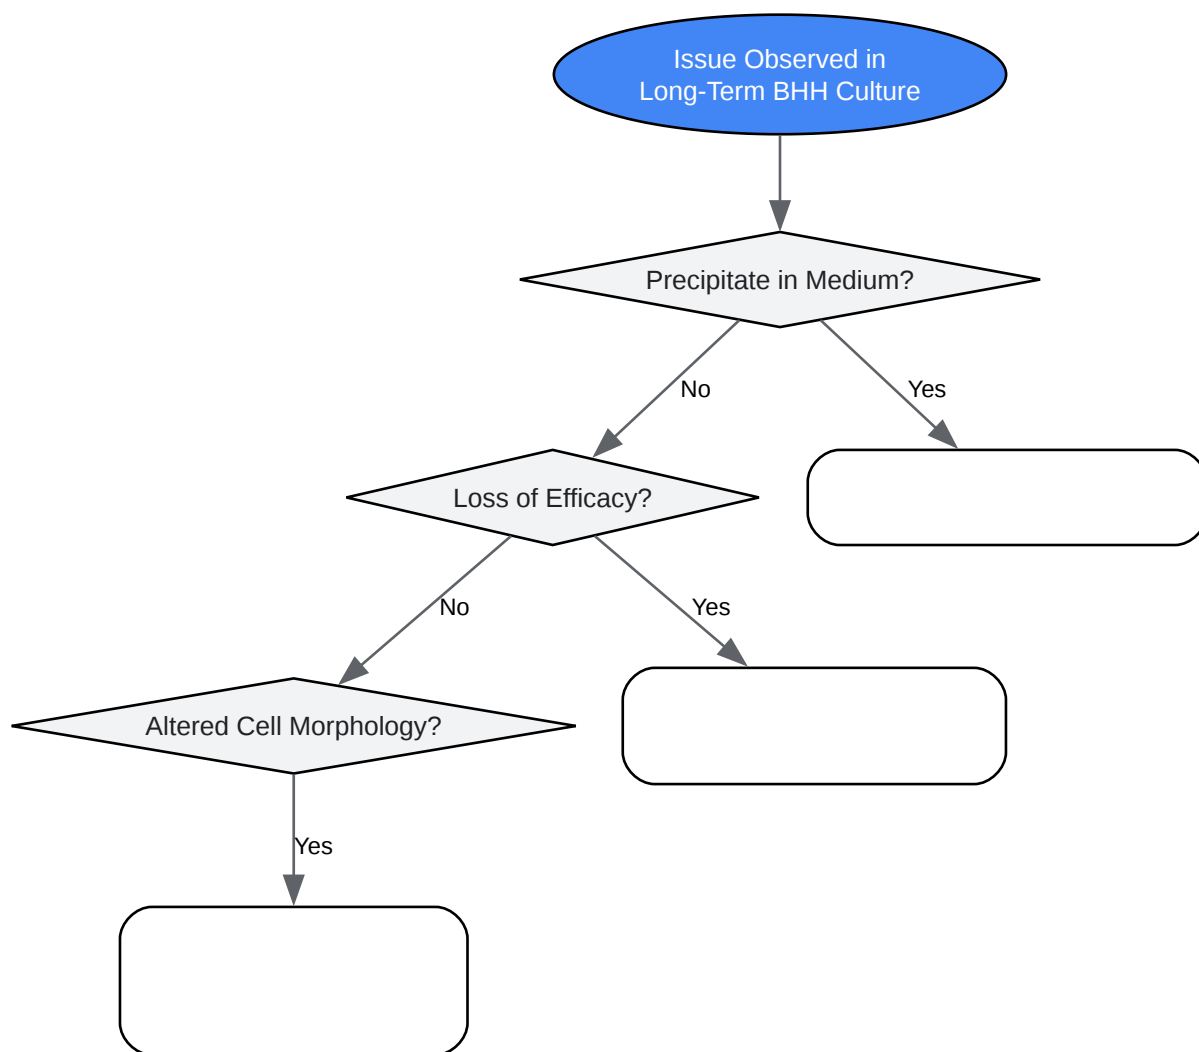 Issue Observed in
Long-Term BHH Culture
Precipitate in Medium?
No
Yes
Loss of Efficacy?
No
Yes
Altered Cell Morphology?
Yes